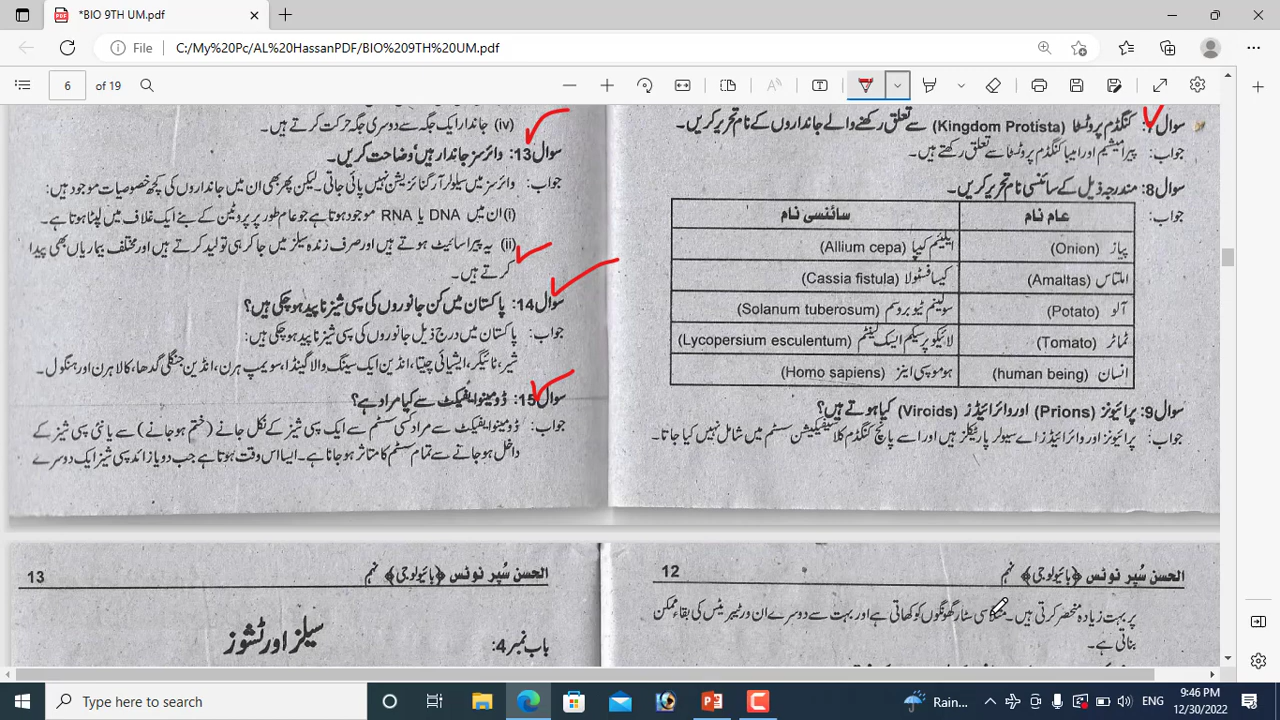 *BIO 9TH UM.pdf
File
C:/My%20Pc/AL%20HassanPDF/BIO%209TH%20UM.pdf
6 of 19
سوال7: کنگڈم پروٹسٹا (Kingdom Protista) سے تعلق رکھنے والے جانداروں کے نام تحریر کریں۔
جواب: پیرامیشیم اور امیبا کنگڈم پروٹسٹا سے تعلق رکھتے ہیں۔
سوال8: مندرجہ ذیل کے سائنسی نام تحریر کریں۔
جواب:
عام نام سائنسی نام
پیاز (Onion) ایلیئم کیپا (Allium cepa)
املتاس (Amaltas) کیسا فسٹولا (Cassia fistula)
آلو (Potato) سولینم ٹیوبروسم (Solanum tuberosum)
ٹماٹر (Tomato) لائیکوپرسیکم ایسک لینٹم (Lycopersium esculentum)
انسان (human being) ہومو سیپی اینز (Homo sapiens)
سوال9: پرائیونز (Prions) اور وائرائیڈز (Viroids) کیا ہوتے ہیں؟
جواب: پرائیونز اور وائرائیڈز اے سیلولر پارٹیکلز ہیں اور اسے پانچ کنگڈم کلاسیفیکیشن سسٹم میں شامل نہیں کیا جاتا۔
(iv) جاندار ایک جگہ سے دوسری جگہ حرکت کرتے ہیں۔
سوال13: وائرسز جاندار ہیں' وضاحت کریں۔
جواب: وائرسز میں سیلولر آرگنائزیشن نہیں پائی جاتی۔ لیکن پھر بھی ان میں جانداروں کی کچھ خصوصیات موجود ہیں:
(i) ان میں DNA یا RNA موجود ہوتا ہے جو عام طور پر پروٹین کے بنے ایک غلاف میں لپٹا ہوتا ہے۔
(ii) یہ پیراسائیٹ ہوتے ہیں اور صرف زندہ سیلز میں جا کر ہی تولید کرتے ہیں اور مختلف بیماریاں بھی پیدا
کرتے ہیں۔
سوال14: پاکستان میں کن جانوروں کی سپی شیز ناپید ہو چکی ہیں؟
جواب: پاکستان میں درج ذیل جانوروں کی سپی شیز ناپید ہو چکی ہیں:
شیر، ٹائیگر، ایشیائی چیتا، انڈین ایک سینگ والا گینڈا، سویمپ ہرن، انڈین جنگلی گدھا، کالا ہرن اور ہنگول۔
سوال15: ڈومینو ایفیکٹ سے کیا مراد ہے؟
جواب: ڈومینو ایفیکٹ سے مراد کسی سسٹم سے ایک سپی شیز کے نکل جانے (ختم ہو جانے) سے یا نئی سپی شیز کے
داخل ہو جانے سے تمام سسٹم کا متاثر ہو جانا ہے۔ ایسا اس وقت ہوتا ہے جب دو یا زائد سپی شیز ایک دوسرے
12 الحسن سُپر نوٹس ﴿بائیولوجی﴾ نہم
پر بہت زیادہ منحصر کرتی ہیں۔ سی سٹار گھونگوں کو کھاتی ہے اور بہت سے دوسرے ان ورٹیبریٹس کی بقاء ممکن
بناتی ہے۔
13 الحسن سُپر نوٹس ﴿بائیولوجی﴾ نہم
باب نمبر 4: سیلز اور ٹشوز
Type here to search
Rain...
9:46 PM
12/30/2022